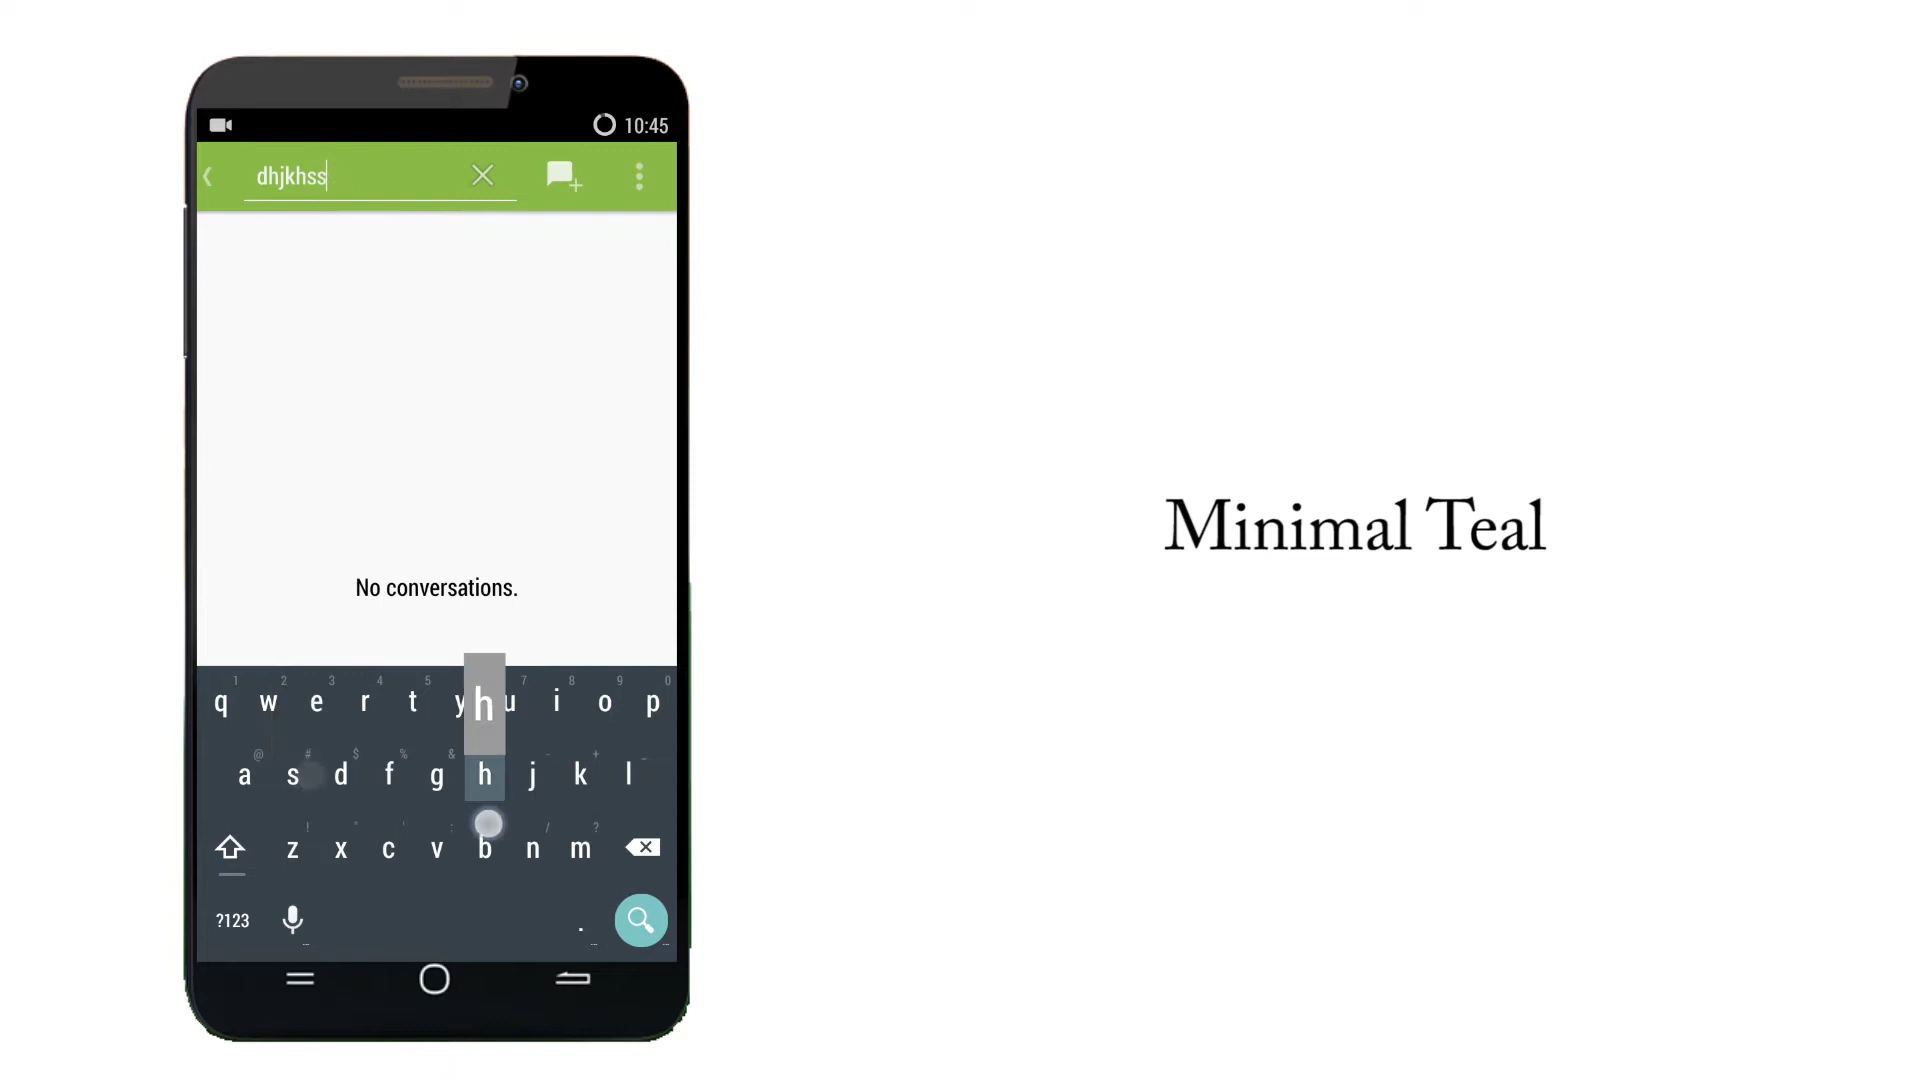 10:45
dhjkhss
No conversations.
1 2 3 4 5 7 8 9 0
q w e r t y h u i o p
@ # $ % & - +
a s d f g h j k l
! " ' : / ?
z x c v b n m
?123 .
Minimal Teal